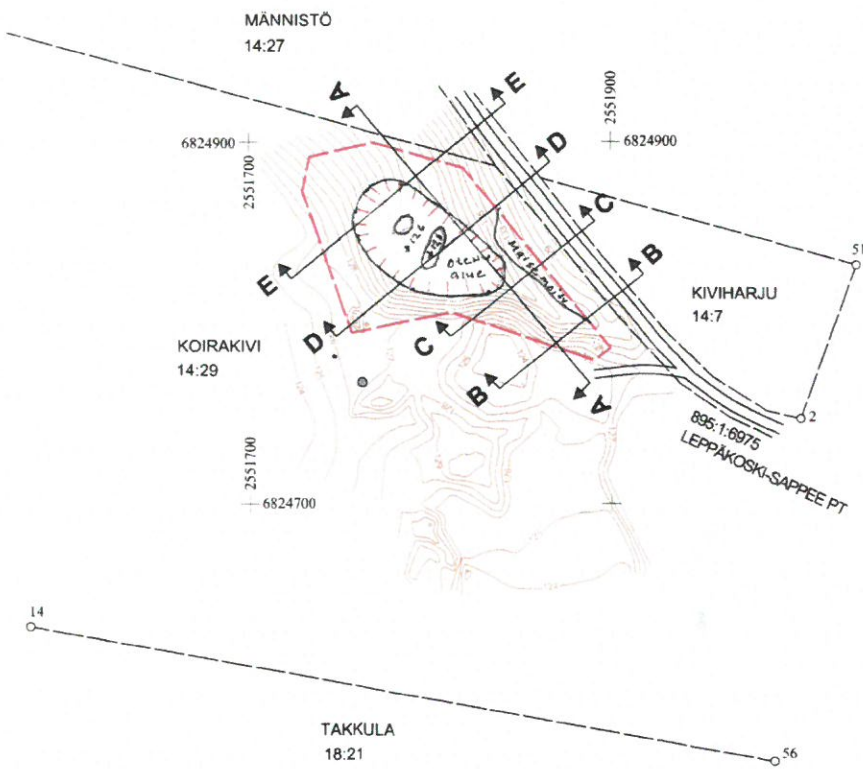 MÄNNISTÖ
14:27
A
E
2551900
6824900
6824900
2551700
D
C
51
B
KIVIHARJU
14:7
E
D
C
KOIRAKIVI
14:29
B
A
2
895:1:6975
LEPPÄKOSKI-SAPPEE PT
2551700
6824700
14
TAKKULA
18:21
56